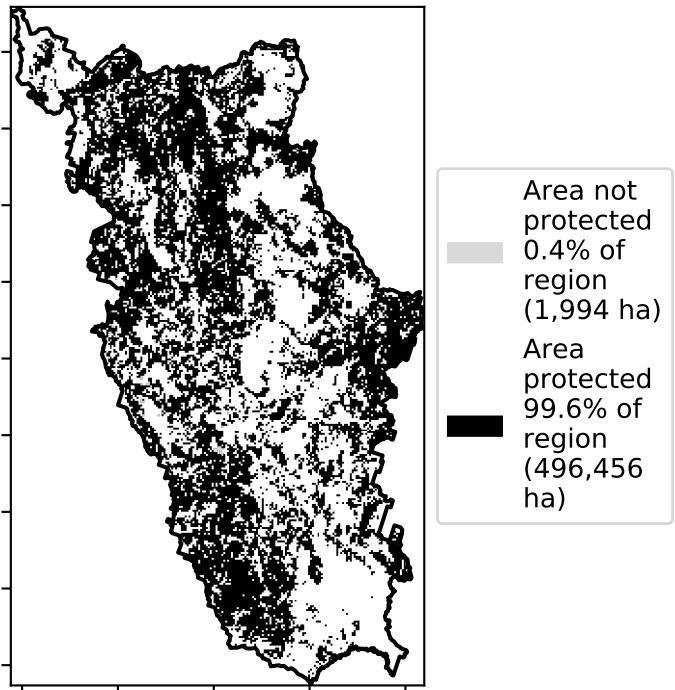 Area not
protected
0.4% of
region
(1,994 ha)
Area
protected
99.6% of
region
(496,456
ha)